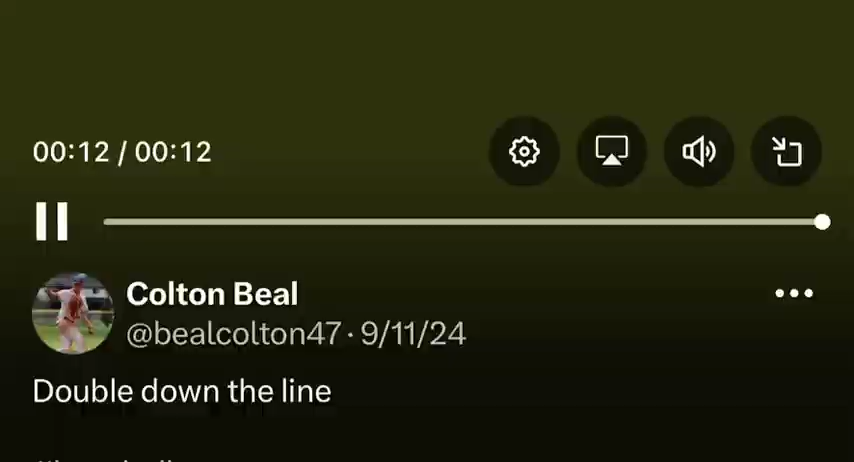 00:12 / 00:12
Colton Beal
@bealcolton47 · 9/11/24
Double down the line